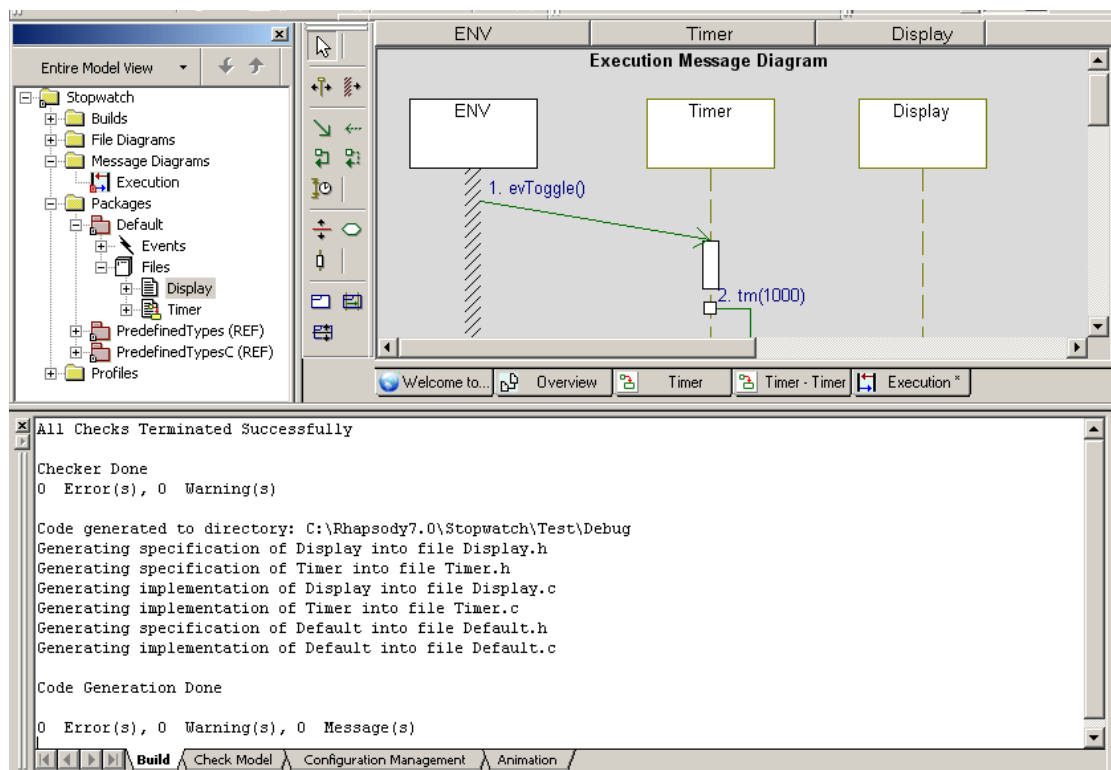 Entire Model View
Stopwatch
Builds
File Diagrams
Message Diagrams
Execution
Packages
Default
Events
Files
Display
Timer
PredefinedTypes (REF)
PredefinedTypesC (REF)
Profiles
ENV Timer Display
Execution Message Diagram
ENV Timer Display
1. evToggle()
2. tm(1000)
Welcome to... Overview Timer Timer - Timer Execution *
All Checks Terminated Successfully
Checker Done
0 Error(s), 0 Warning(s)
Code generated to directory: C:\Rhapsody7.0\Stopwatch\Test\Debug
Generating specification of Display into file Display.h
Generating specification of Timer into file Timer.h
Generating implementation of Display into file Display.c
Generating implementation of Timer into file Timer.c
Generating specification of Default into file Default.h
Generating implementation of Default into file Default.c
Code Generation Done
0 Error(s), 0 Warning(s), 0 Message(s)
Build Check Model Configuration Management Animation